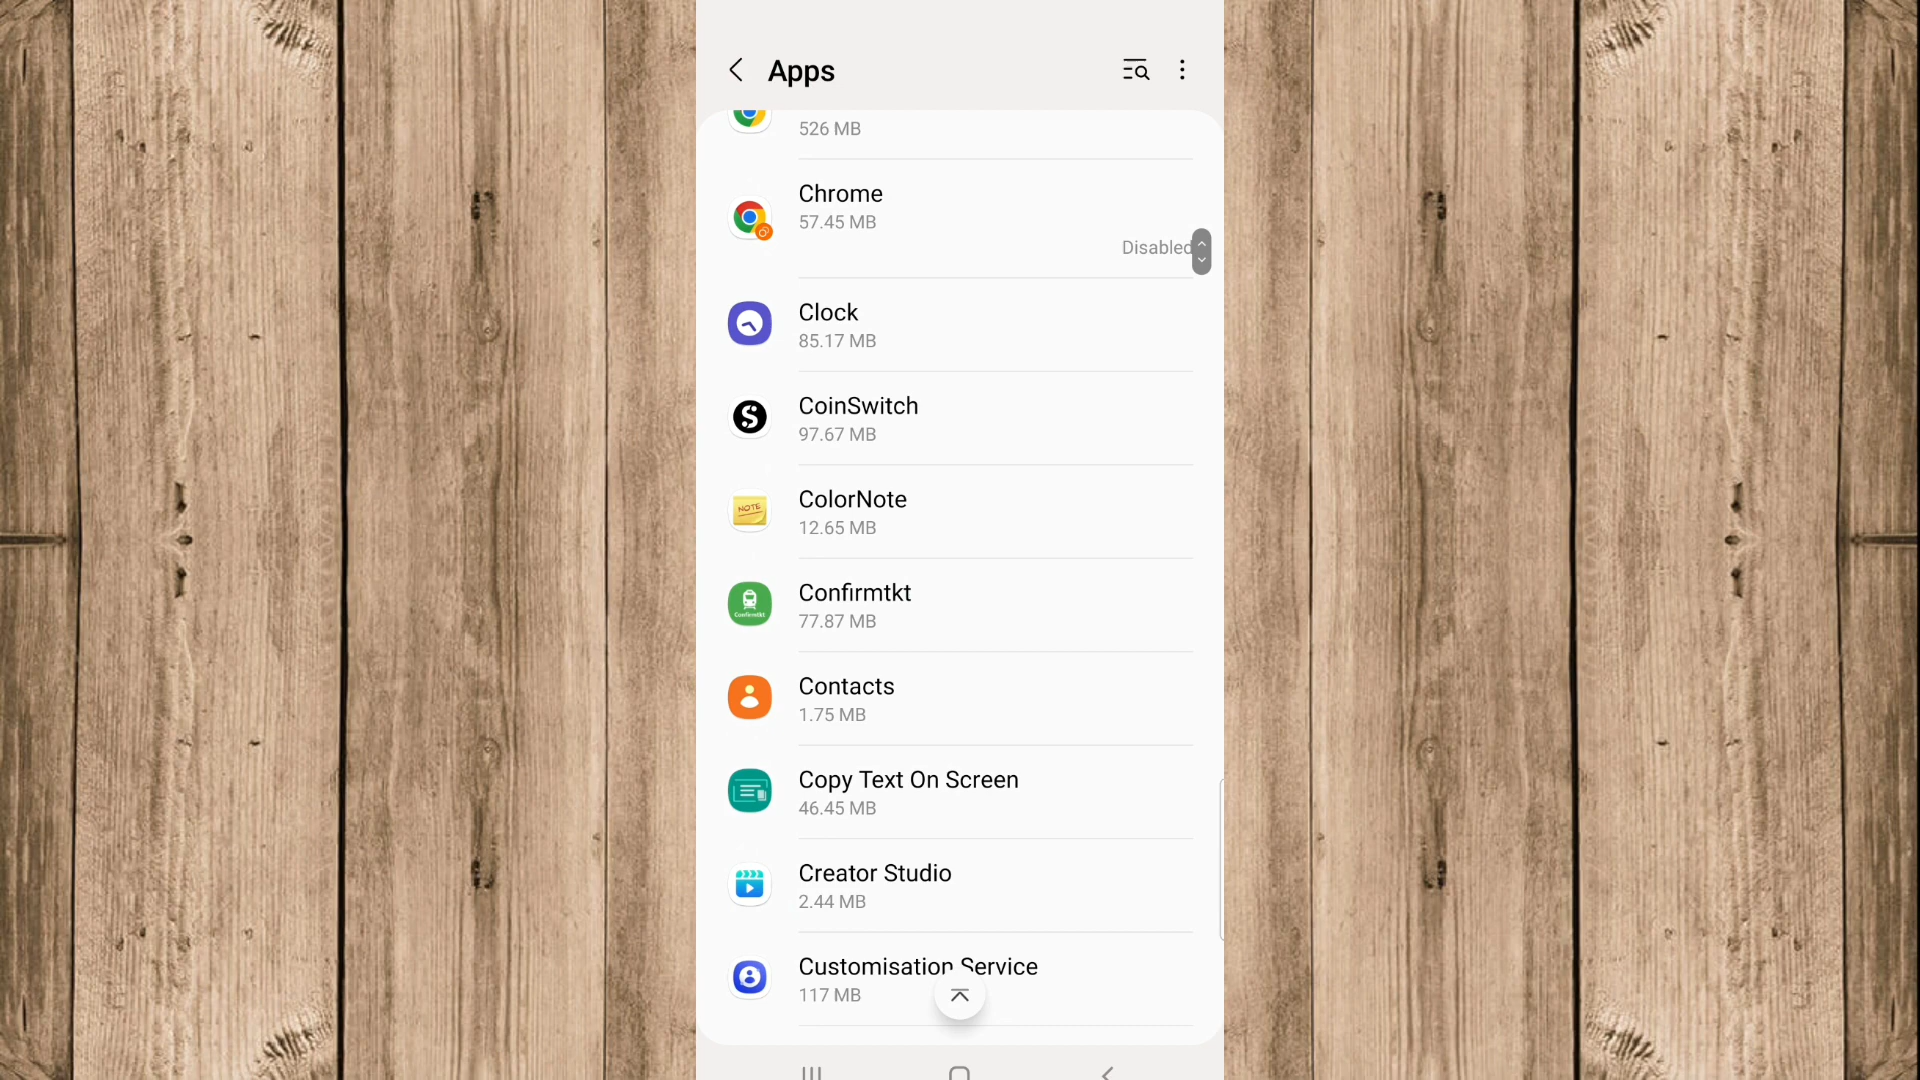 Apps
526 MB
Chrome
57.45 MB
Disabled
Clock
85.17 MB
CoinSwitch
97.67 MB
ColorNote
12.65 MB
NOTE
Confirmtkt
77.87 MB
Confirmtkt
Contacts
1.75 MB
Copy Text On Screen
46.45 MB
Creator Studio
2.44 MB
Customisation Service
117 MB